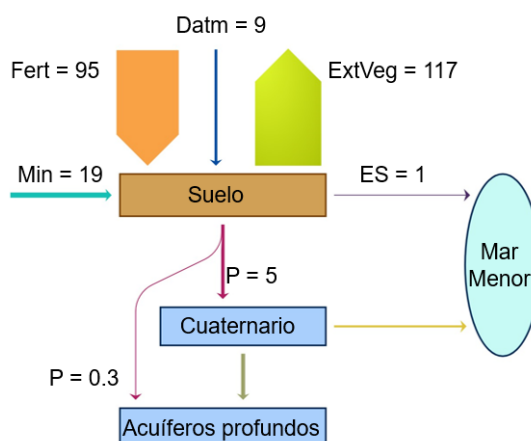 Datm = 9
Fert = 95
ExtVeg = 117
Min = 19
Suelo
ES = 1
Mar
Menor
P = 5
Cuaternario
P = 0.3
Acuíferos profundos